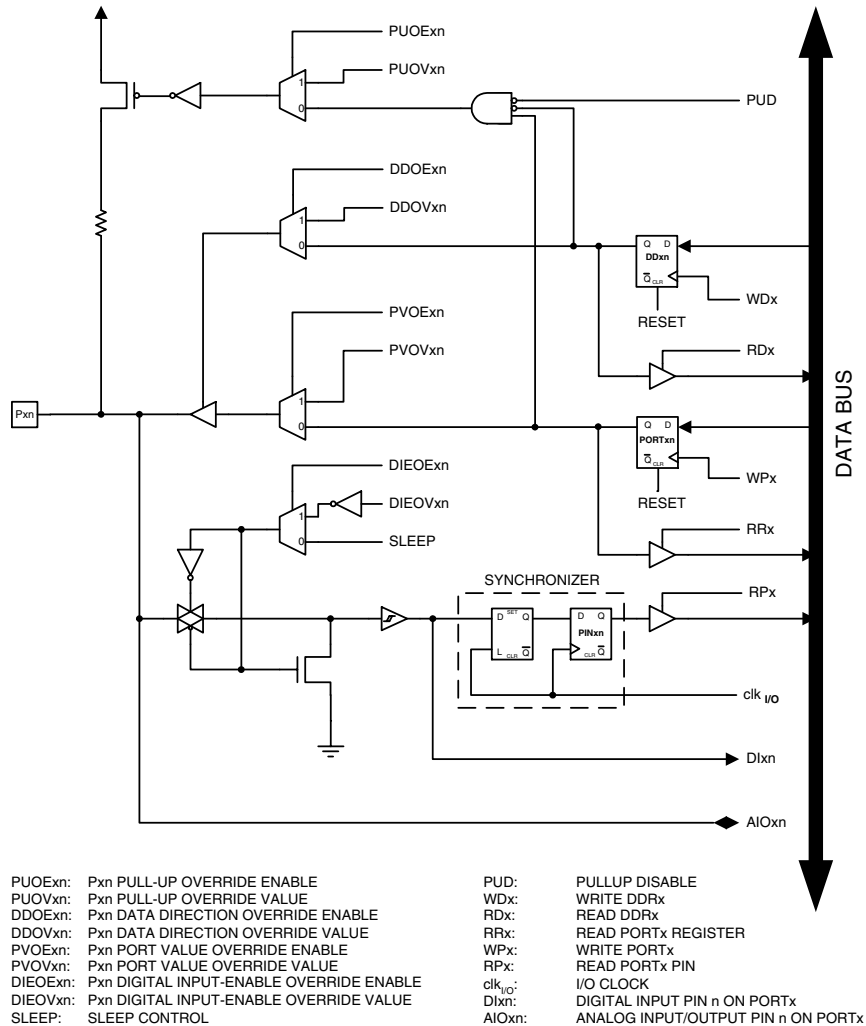 PUOExn
PUOVxn
1
0
PUD
DDOExn
DDOVxn
1
0
Q D
DDxn
Q CLR
WDx
RESET
RDx
PVOExn
PVOVxn
1
0
Pxn
Q D
PORTxn
Q CLR
WPx
RESET
RRx
DATA BUS
DIEOExn
DIEOVxn
1
0
SLEEP
SYNCHRONIZER
RPx
D SET Q
L CLR Q
D Q
PINxn
CLR Q
clk I/O
DIxn
AIOxn
PUOExn: Pxn PULL-UP OVERRIDE ENABLE
PUOVxn: Pxn PULL-UP OVERRIDE VALUE
DDOExn: Pxn DATA DIRECTION OVERRIDE ENABLE
DDOVxn: Pxn DATA DIRECTION OVERRIDE VALUE
PVOExn: Pxn PORT VALUE OVERRIDE ENABLE
PVOVxn: Pxn PORT VALUE OVERRIDE VALUE
DIEOExn: Pxn DIGITAL INPUT-ENABLE OVERRIDE ENABLE
DIEOVxn: Pxn DIGITAL INPUT-ENABLE OVERRIDE VALUE
SLEEP: SLEEP CONTROL
PUD: PULLUP DISABLE
WDx: WRITE DDRx
RDx: READ DDRx
RRx: READ PORTx REGISTER
WPx: WRITE PORTx
RPx: READ PORTx PIN
clkI/O: I/O CLOCK
DIxn: DIGITAL INPUT PIN n ON PORTx
AIOxn: ANALOG INPUT/OUTPUT PIN n ON PORTx